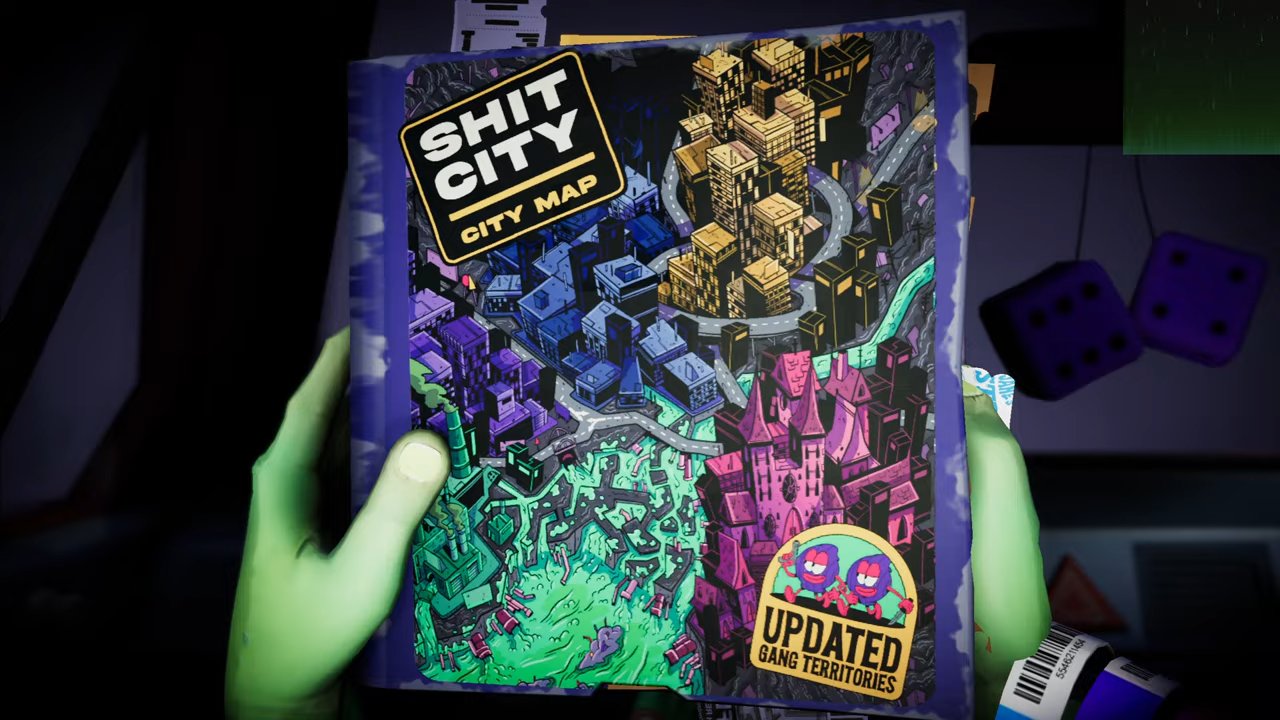 SHIT
CITY
CITY MAP
UPDATED
GANG TERRITORIES